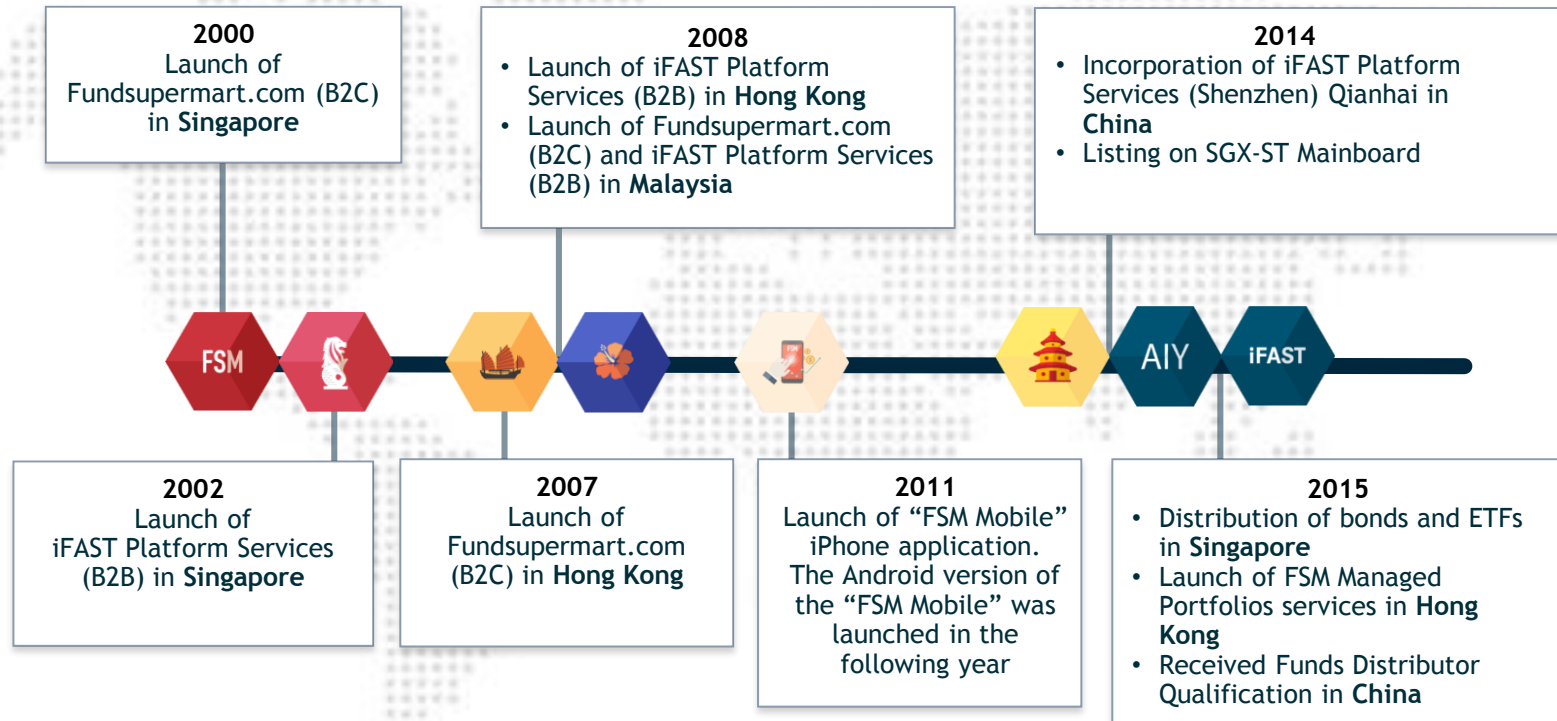 2000
Launch of
Fundsupermart.com (B2C)
in Singapore
2008
• Launch of iFAST Platform
Services (B2B) in Hong Kong
• Launch of Fundsupermart.com
(B2C) and iFAST Platform Services
(B2B) in Malaysia
2014
• Incorporation of iFAST Platform
Services (Shenzhen) Qianhai in
China
• Listing on SGX-ST Mainboard
FSM
FSM
AIY
iFAST
2002
Launch of
iFAST Platform Services
(B2B) in Singapore
2007
Launch of
Fundsupermart.com
(B2C) in Hong Kong
2011
Launch of “FSM Mobile”
iPhone application.
The Android version of
the “FSM Mobile” was
launched in the
following year
2015
• Distribution of bonds and ETFs
in Singapore
• Launch of FSM Managed
Portfolios services in Hong
Kong
• Received Funds Distributor
Qualification in China